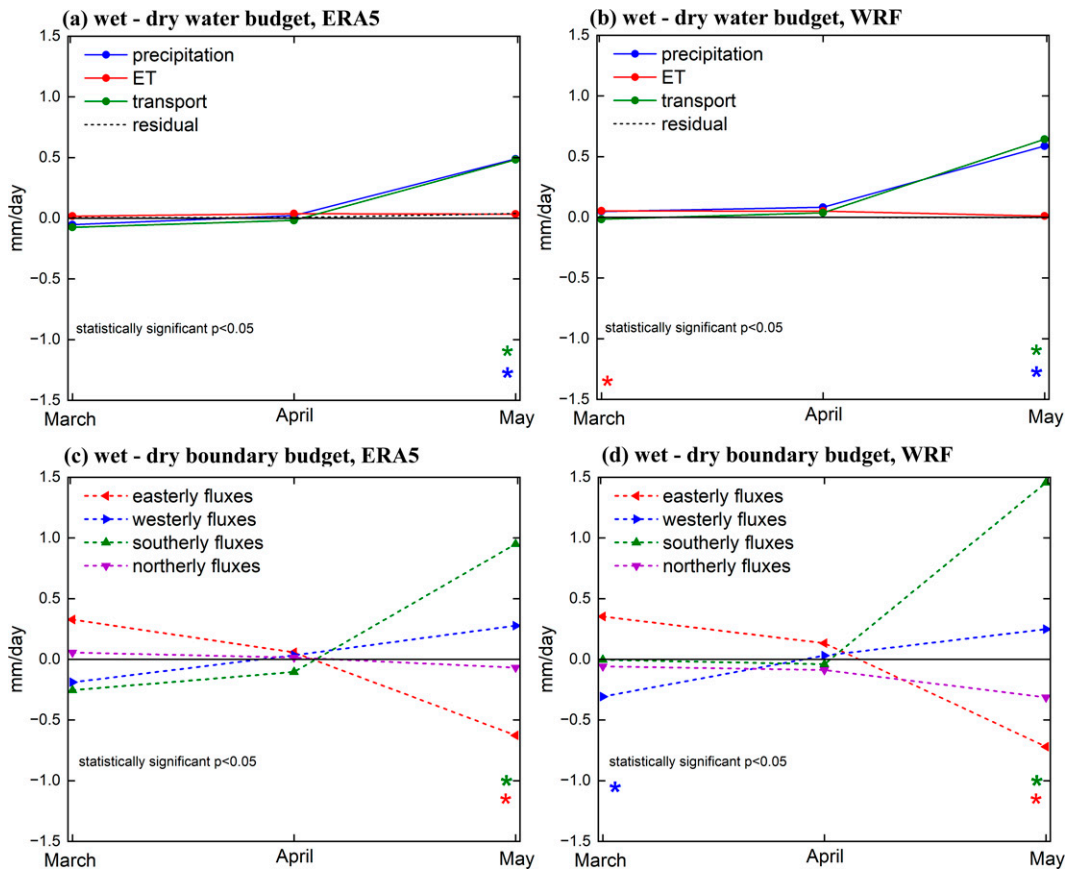 (a) wet - dry water budget, ERA5
1.5
1.0
0.5
0.0
−0.5
−1.0
−1.5
mm/day
precipitation
ET
transport
residual
statistically significant p<0.05
*
*
March
April
May
(b) wet - dry water budget, WRF
1.5
1.0
0.5
0.0
−0.5
−1.0
−1.5
mm/day
precipitation
ET
transport
residual
statistically significant p<0.05
*
*
*
March
April
May
(c) wet - dry boundary budget, ERA5
1.5
1.0
0.5
0.0
−0.5
−1.0
−1.5
mm/day
easterly fluxes
westerly fluxes
southerly fluxes
northerly fluxes
statistically significant p<0.05
*
*
March
April
May
(d) wet - dry boundary budget, WRF
1.5
1.0
0.5
0.0
−0.5
−1.0
−1.5
mm/day
easterly fluxes
westerly fluxes
southerly fluxes
northerly fluxes
statistically significant p<0.05
*
*
*
March
April
May